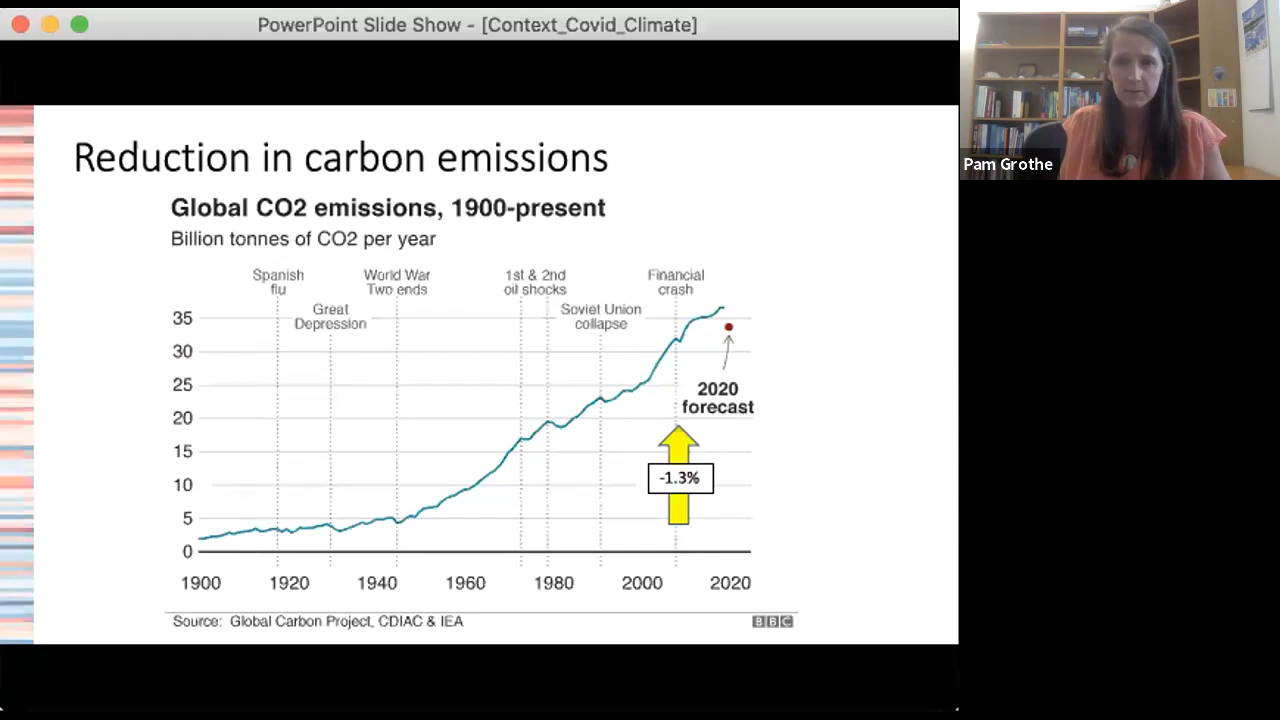 PowerPoint Slide Show - [Context_Covid_Climate]
Pam Grothe
Reduction in carbon emissions
Global CO2 emissions, 1900-present
Billion tonnes of CO2 per year
Spanish
flu
Great
Depression
World War
Two ends
1st & 2nd
oil shocks
Soviet Union
collapse
Financial
crash
35
30
25
20
15
10
5
0
2020
forecast
-1.3%
1900
1920
1940
1960
1980
2000
2020
Source: Global Carbon Project, CDIAC & IEA
BBC